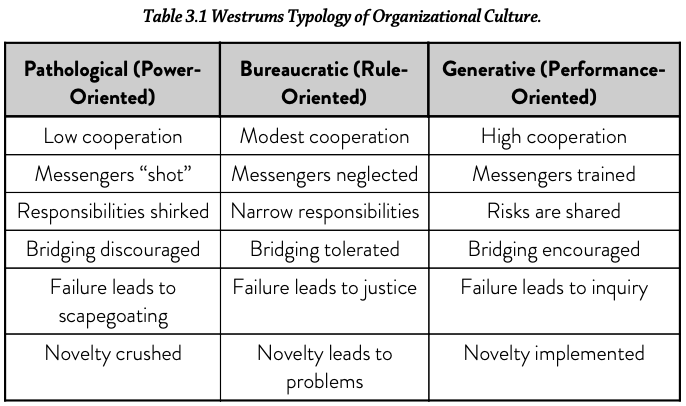 Table 3.1 Westrums Typology of Organizational Culture.
Pathological (Power-
Oriented)
Bureaucratic (Rule-
Oriented)
Generative (Performance-
Oriented)
Low cooperation
Modest cooperation
High cooperation
Messengers “shot”
Messengers neglected
Messengers trained
Responsibilities shirked
Narrow responsibilities
Risks are shared
Bridging discouraged
Bridging tolerated
Bridging encouraged
Failure leads to
scapegoating
Failure leads to justice
Failure leads to inquiry
Novelty crushed
Novelty leads to
problems
Novelty implemented